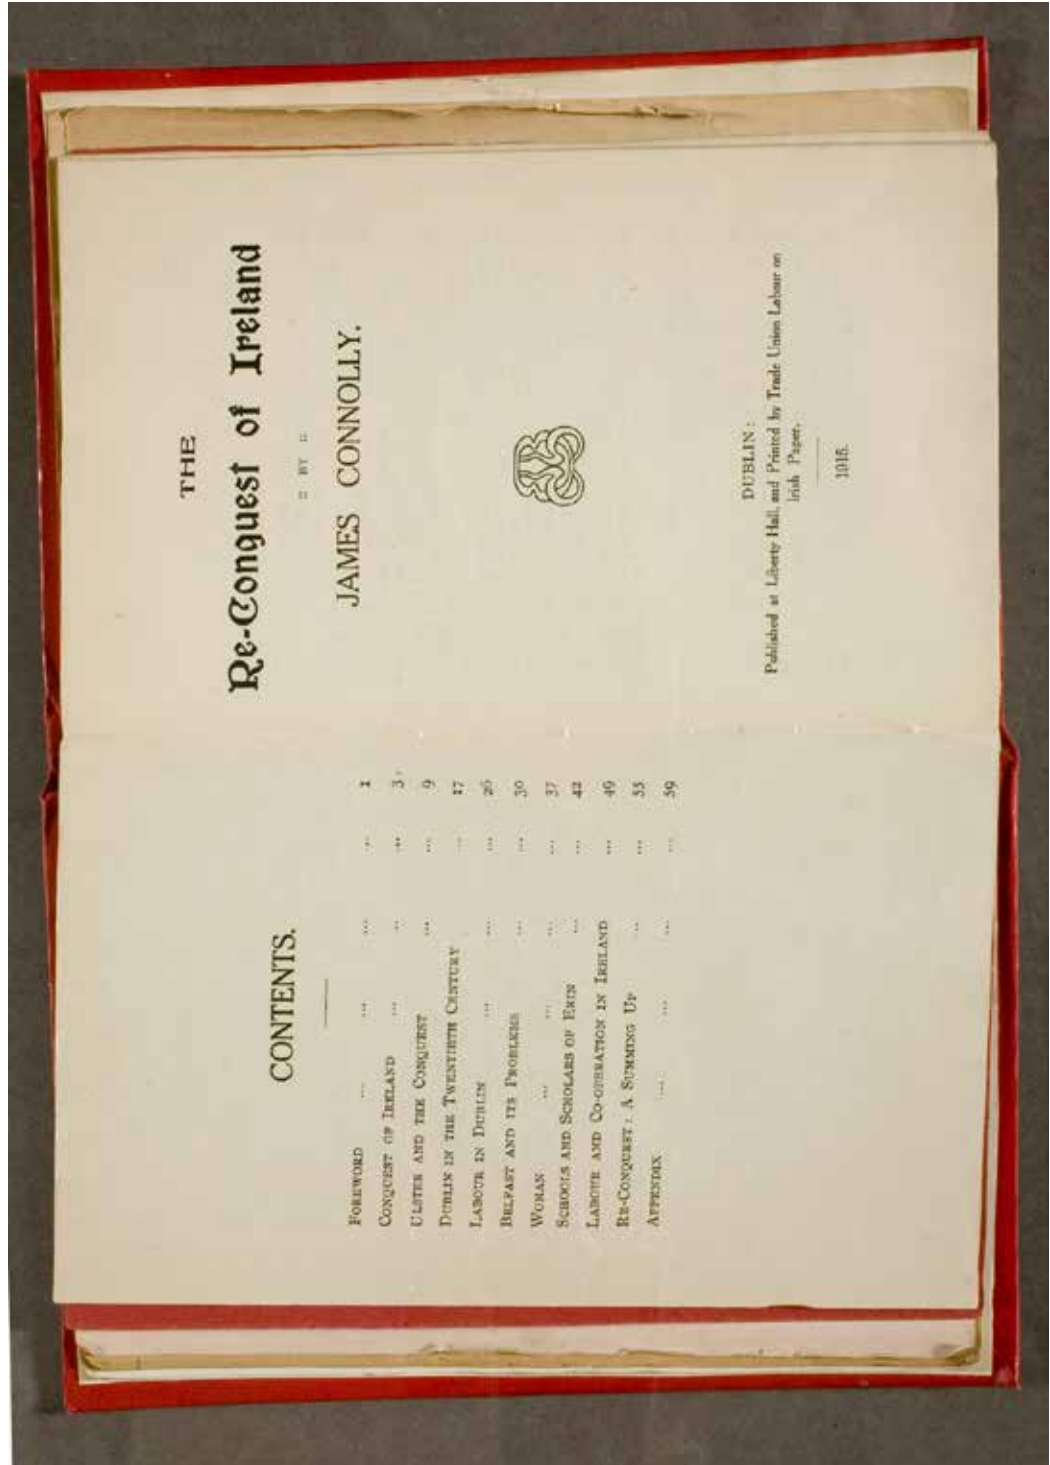 CONTENTS.
FOREWORD ... ... ... ... 1
CONQUEST OF IRELAND ... ... ... 3
ULSTER AND THE CONQUEST ... ... 9
DUBLIN IN THE TWENTIETH CENTURY ... 17
LABOUR IN DUBLIN ... ... ... 26
BELFAST AND ITS PROBLEMS ... ... 30
WOMAN ... ... ... ... 37
SCHOOLS AND SCHOLARS OF ERIN ... ... 42
LABOUR AND CO-OPERATION IN IRELAND ... 49
RE-CONQUEST : A SUMMING UP ... ... 55
APPENDIX ... ... ... ... 59
THE
Re-Conquest of Ireland
BY
JAMES CONNOLLY.
DUBLIN :
Published at Liberty Hall, and Printed by Trade Union Labour on
Irish Paper.
1915.